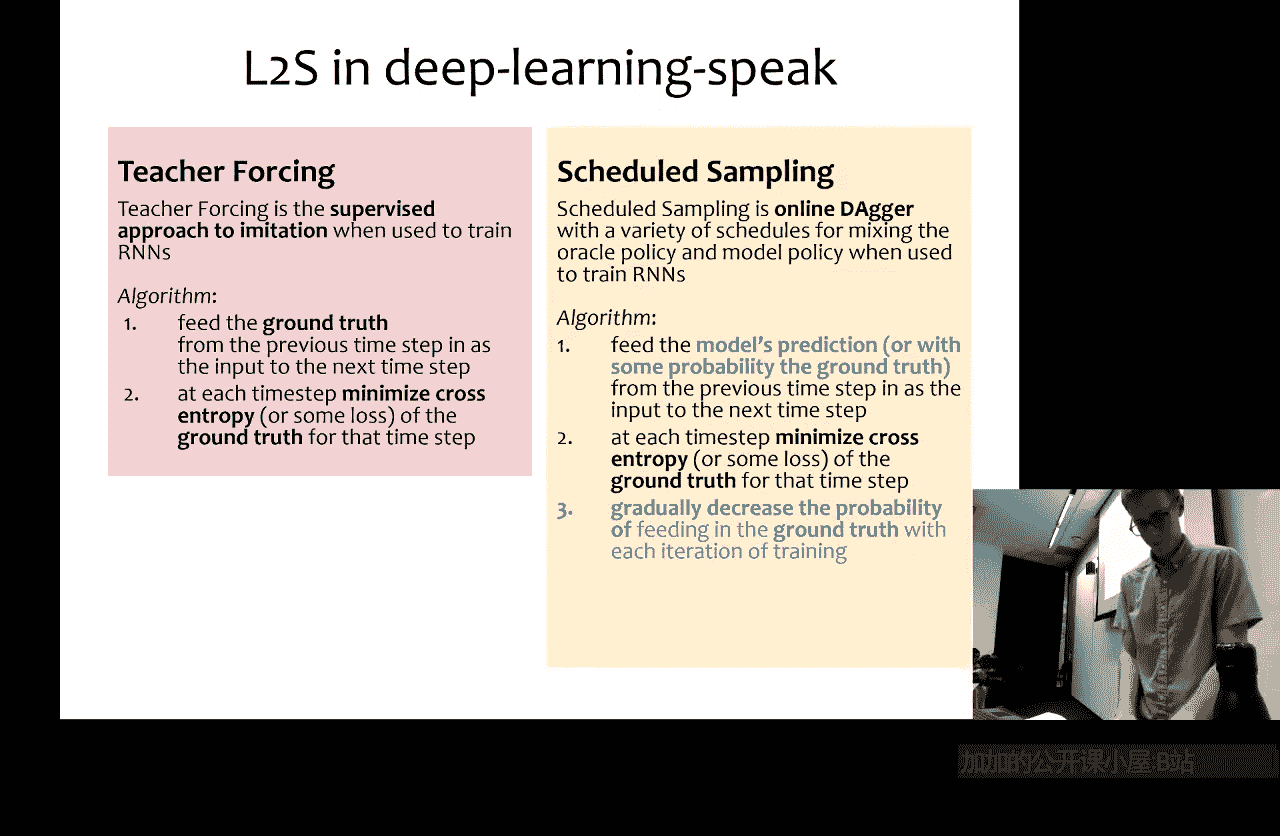 L2S in deep-learning-speak
Teacher Forcing
Teacher Forcing is the supervised
approach to imitation when used to train
RNNs
Algorithm:
1. feed the ground truth
from the previous time step in as
the input to the next time step
2. at each timestep minimize cross
entropy (or some loss) of the
ground truth for that time step
Scheduled Sampling
Scheduled Sampling is online DAgger
with a variety of schedules for mixing the
oracle policy and model policy when used
to train RNNs
Algorithm:
1. feed the model's prediction (or with
some probability the ground truth)
from the previous time step in as the
input to the next time step
2. at each timestep minimize cross
entropy (or some loss) of the
ground truth for that time step
3. gradually decrease the probability
of feeding in the ground truth with
each iteration of training
加加的公开课小屋 B站